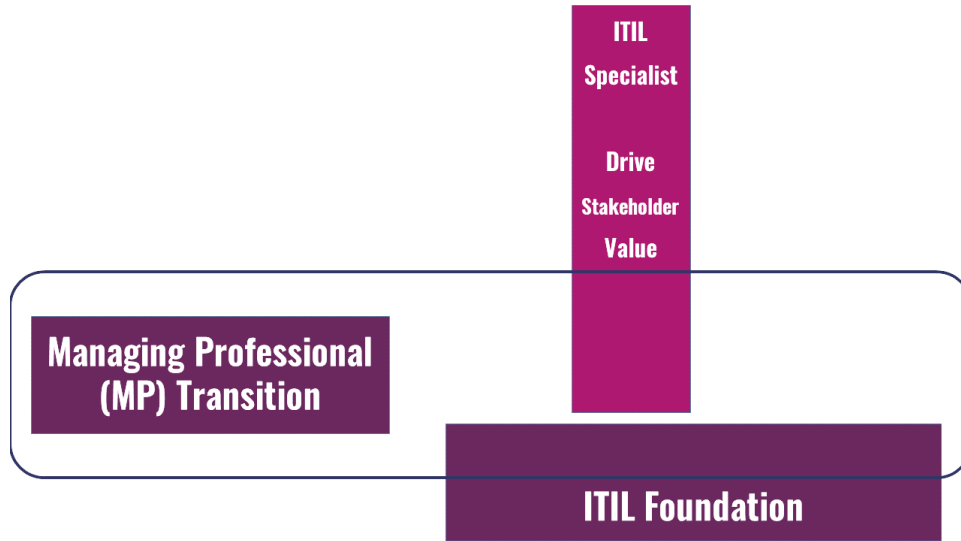 ITIL
Specialist
Drive
Stakeholder
Value
Managing Professional
(MP) Transition
ITIL Foundation